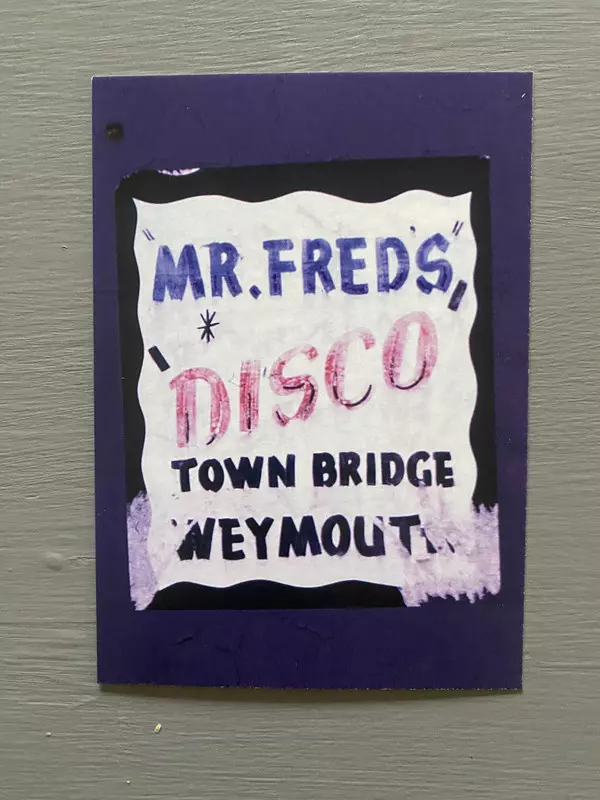 "MR. FRED'S"
DISCO
TOWN BRIDGE
WEYMOUTH